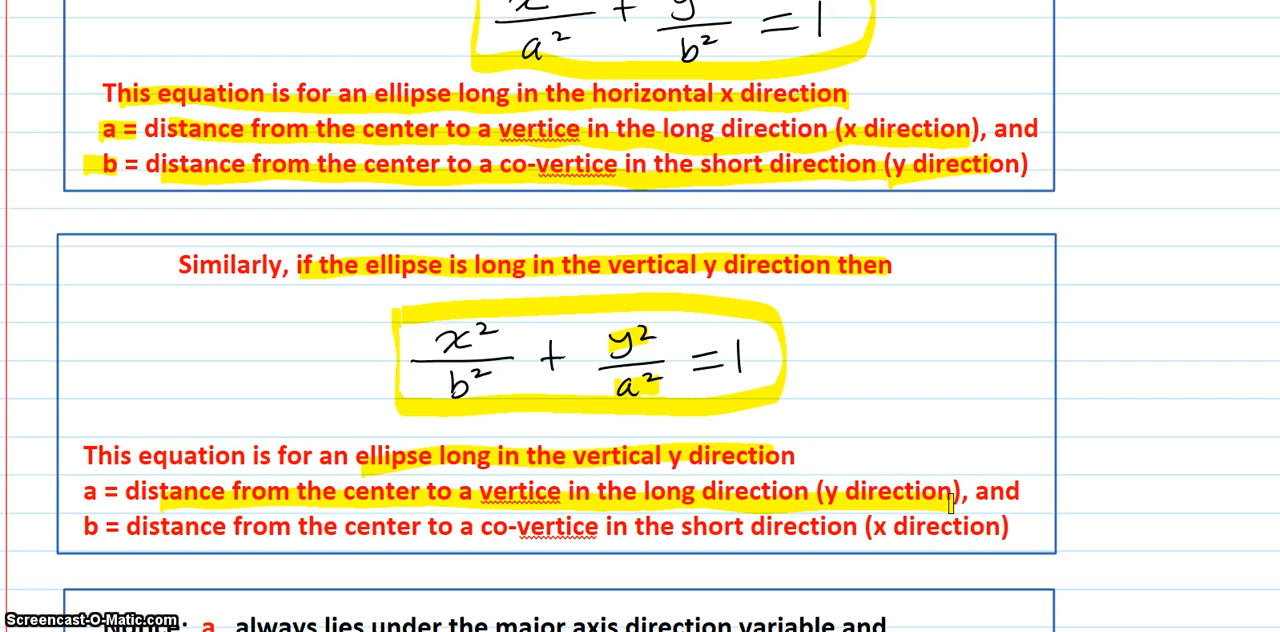 x² / a² + y / b² = 1
This equation is for an ellipse long in the horizontal x direction
a = distance from the center to a vertice in the long direction (x direction), and
b = distance from the center to a co-vertice in the short direction (y direction)
Similarly, if the ellipse is long in the vertical y direction then
x² / b² + y² / a² = 1
This equation is for an ellipse long in the vertical y direction
a = distance from the center to a vertice in the long direction (y direction), and
b = distance from the center to a co-vertice in the short direction (x direction)
Screencast-O-Matic.com
a always lies under the major axis direction variable and